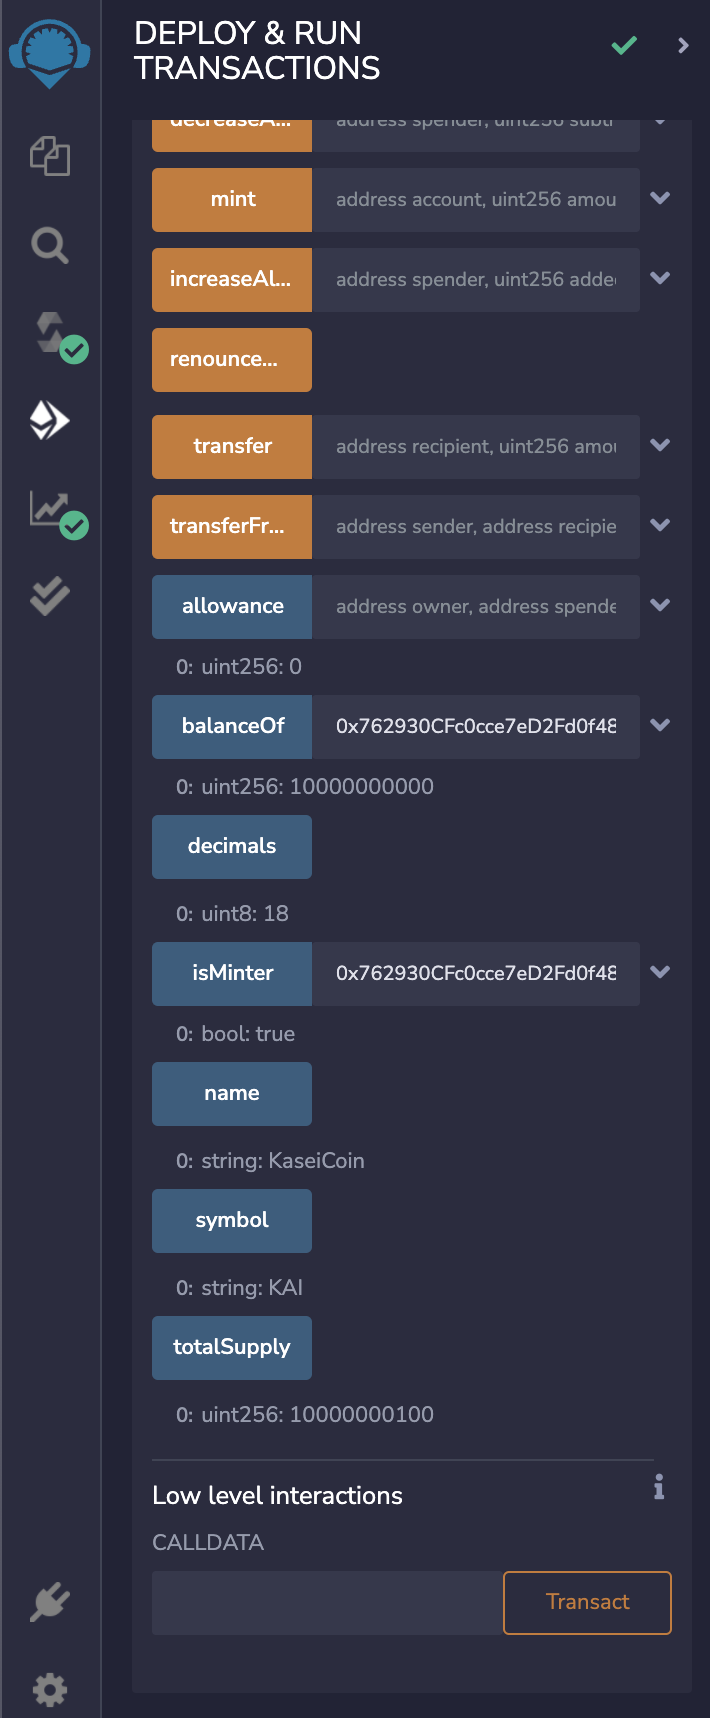 DEPLOY & RUN
TRANSACTIONS
decreaseA... address spender, uint256 subtr
mint address account, uint256 amou
increaseAl... address spender, uint256 adde
renounce...
transfer address recipient, uint256 amou
transferFr... address sender, address recipie
allowance address owner, address spende
0: uint256: 0
balanceOf 0x762930CFc0cce7eD2Fd0f48
0: uint256: 10000000000
decimals
0: uint8: 18
isMinter 0x762930CFc0cce7eD2Fd0f48
0: bool: true
name
0: string: KaseiCoin
symbol
0: string: KAI
totalSupply
0: uint256: 10000000100
Low level interactions
CALLDATA
Transact